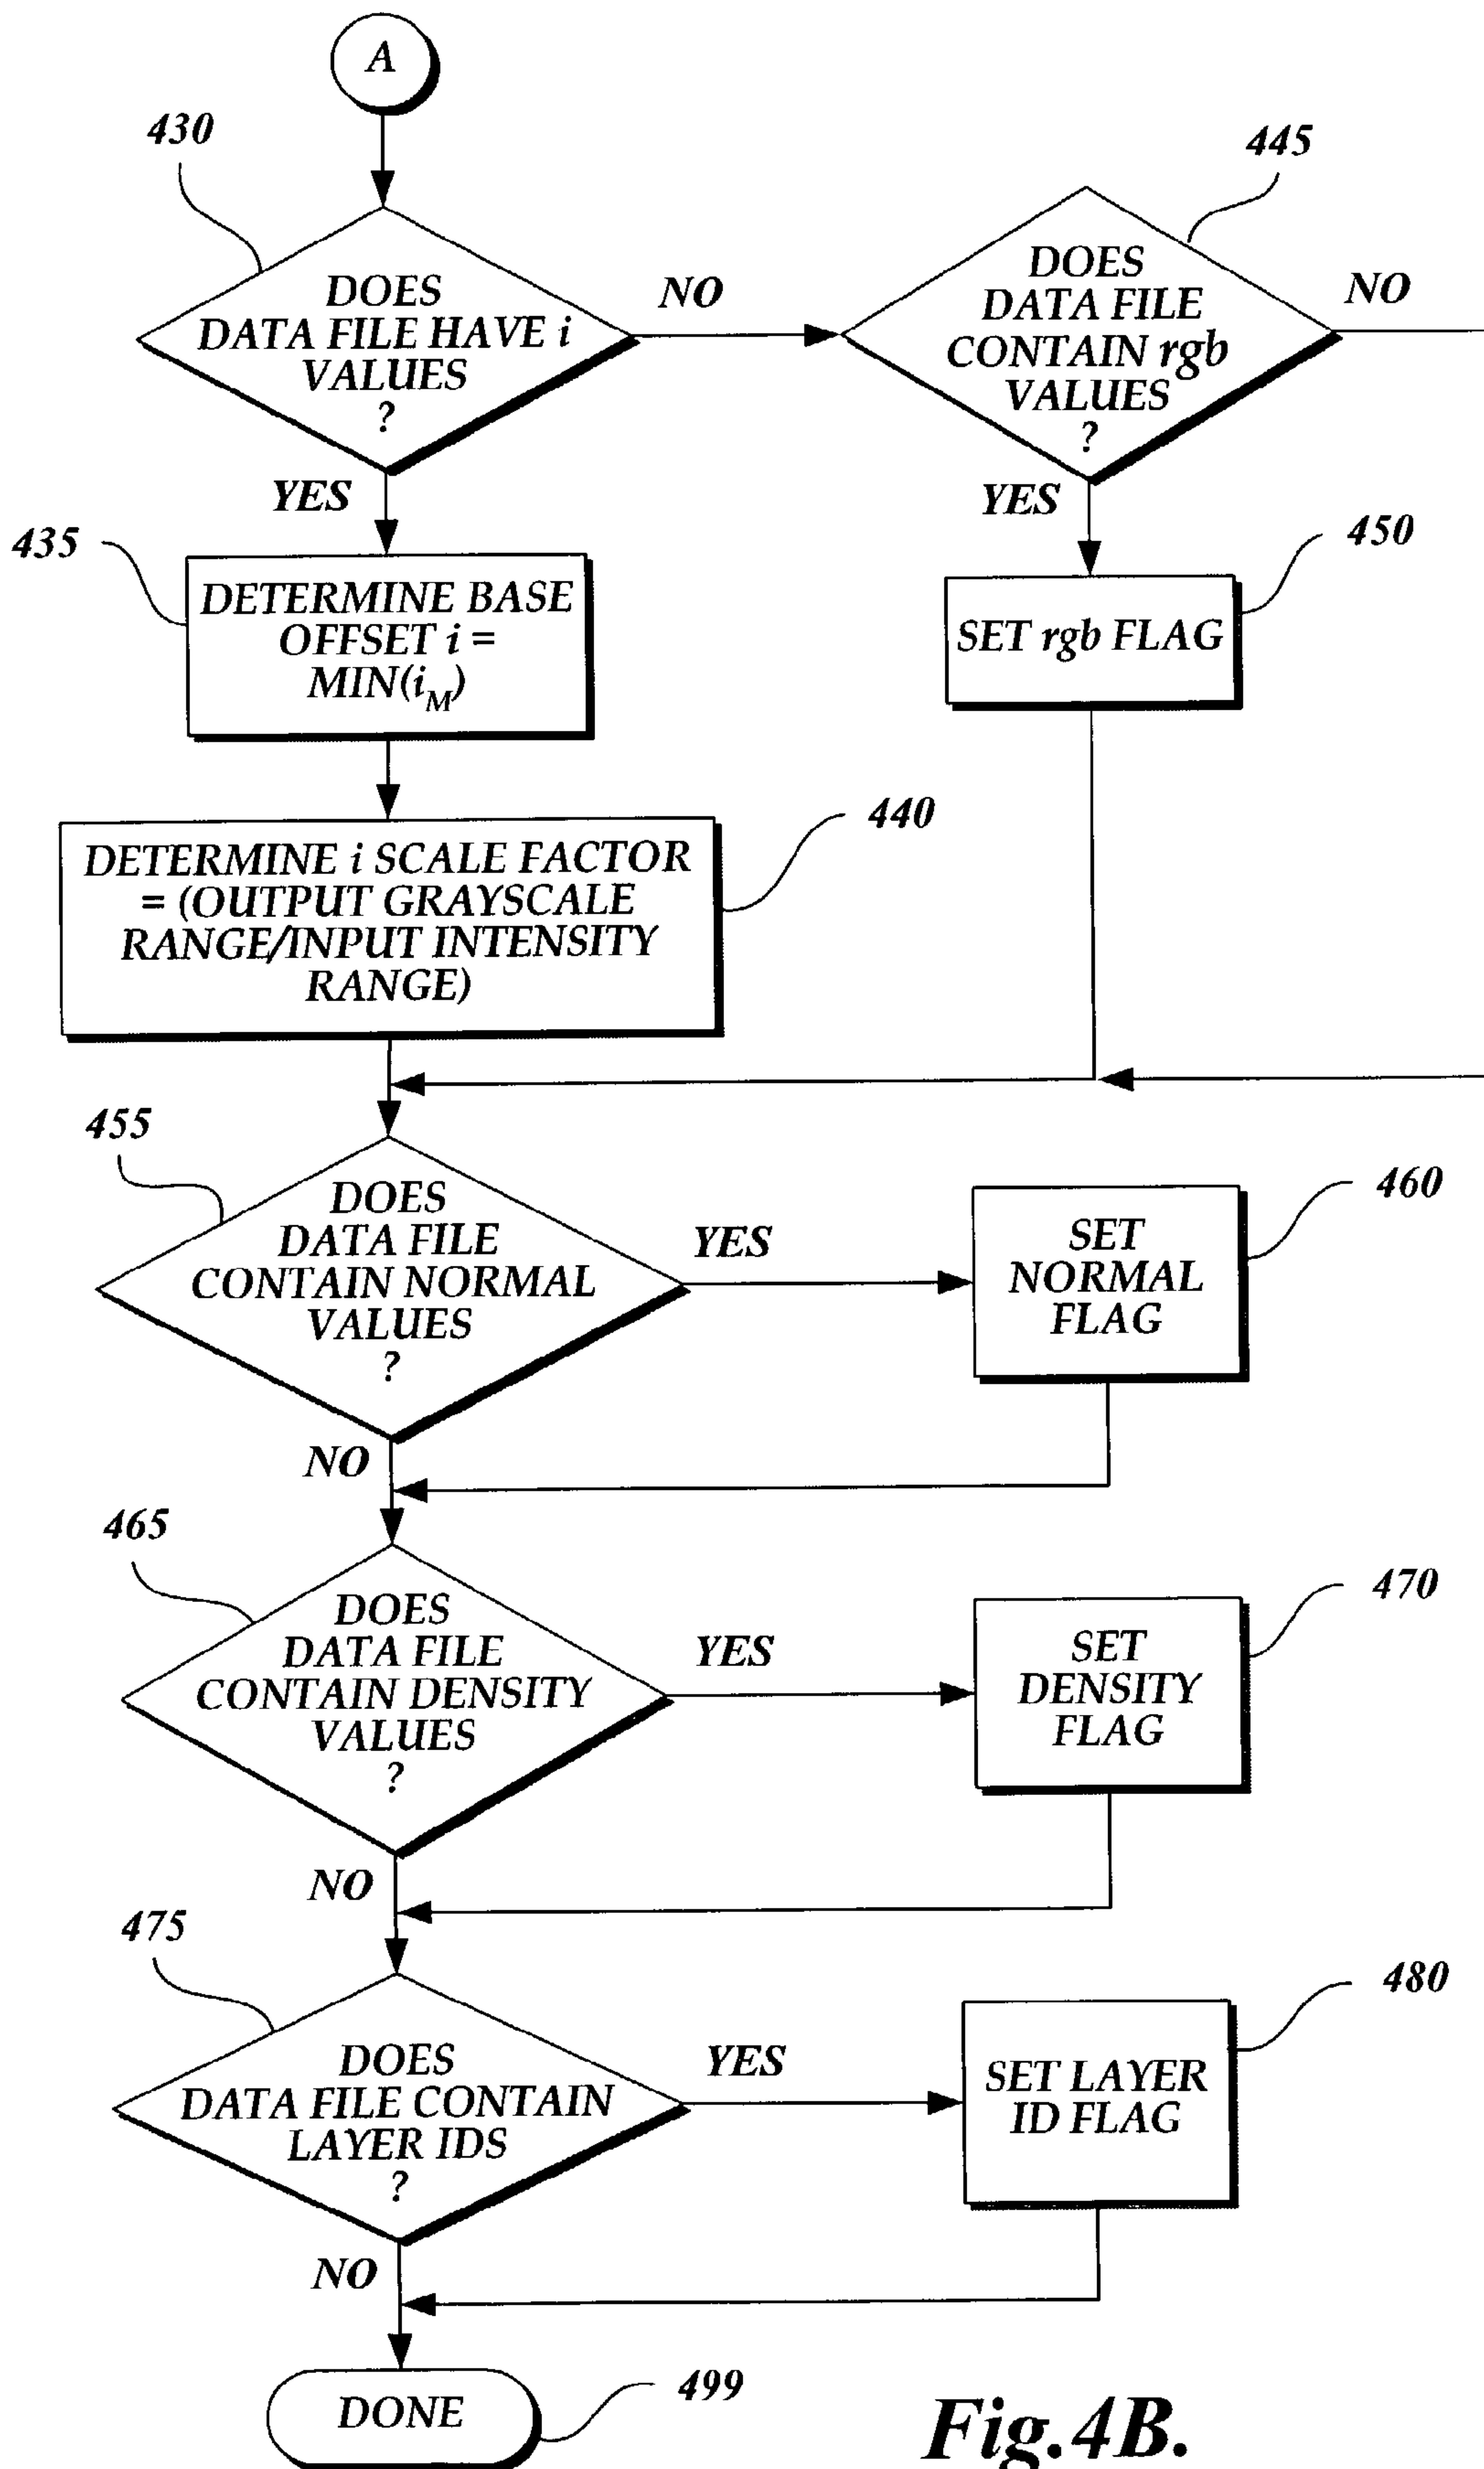 A
430
DOES
DATA FILE HAVE i
VALUES
?
NO
YES
445
DOES
DATA FILE
CONTAIN rgb
VALUES
?
NO
YES
435
DETERMINE BASE
OFFSET i =
MIN(iM)
450
SET rgb FLAG
440
DETERMINE i SCALE FACTOR
= (OUTPUT GRAYSCALE
RANGE/INPUT INTENSITY
RANGE)
455
DOES
DATA FILE
CONTAIN NORMAL
VALUES
?
YES
NO
460
SET
NORMAL
FLAG
465
DOES
DATA FILE
CONTAIN DENSITY
VALUES
?
YES
NO
470
SET
DENSITY
FLAG
475
DOES
DATA FILE CONTAIN
LAYER IDS
?
YES
NO
480
SET LAYER
ID FLAG
DONE
499
Fig.4B.